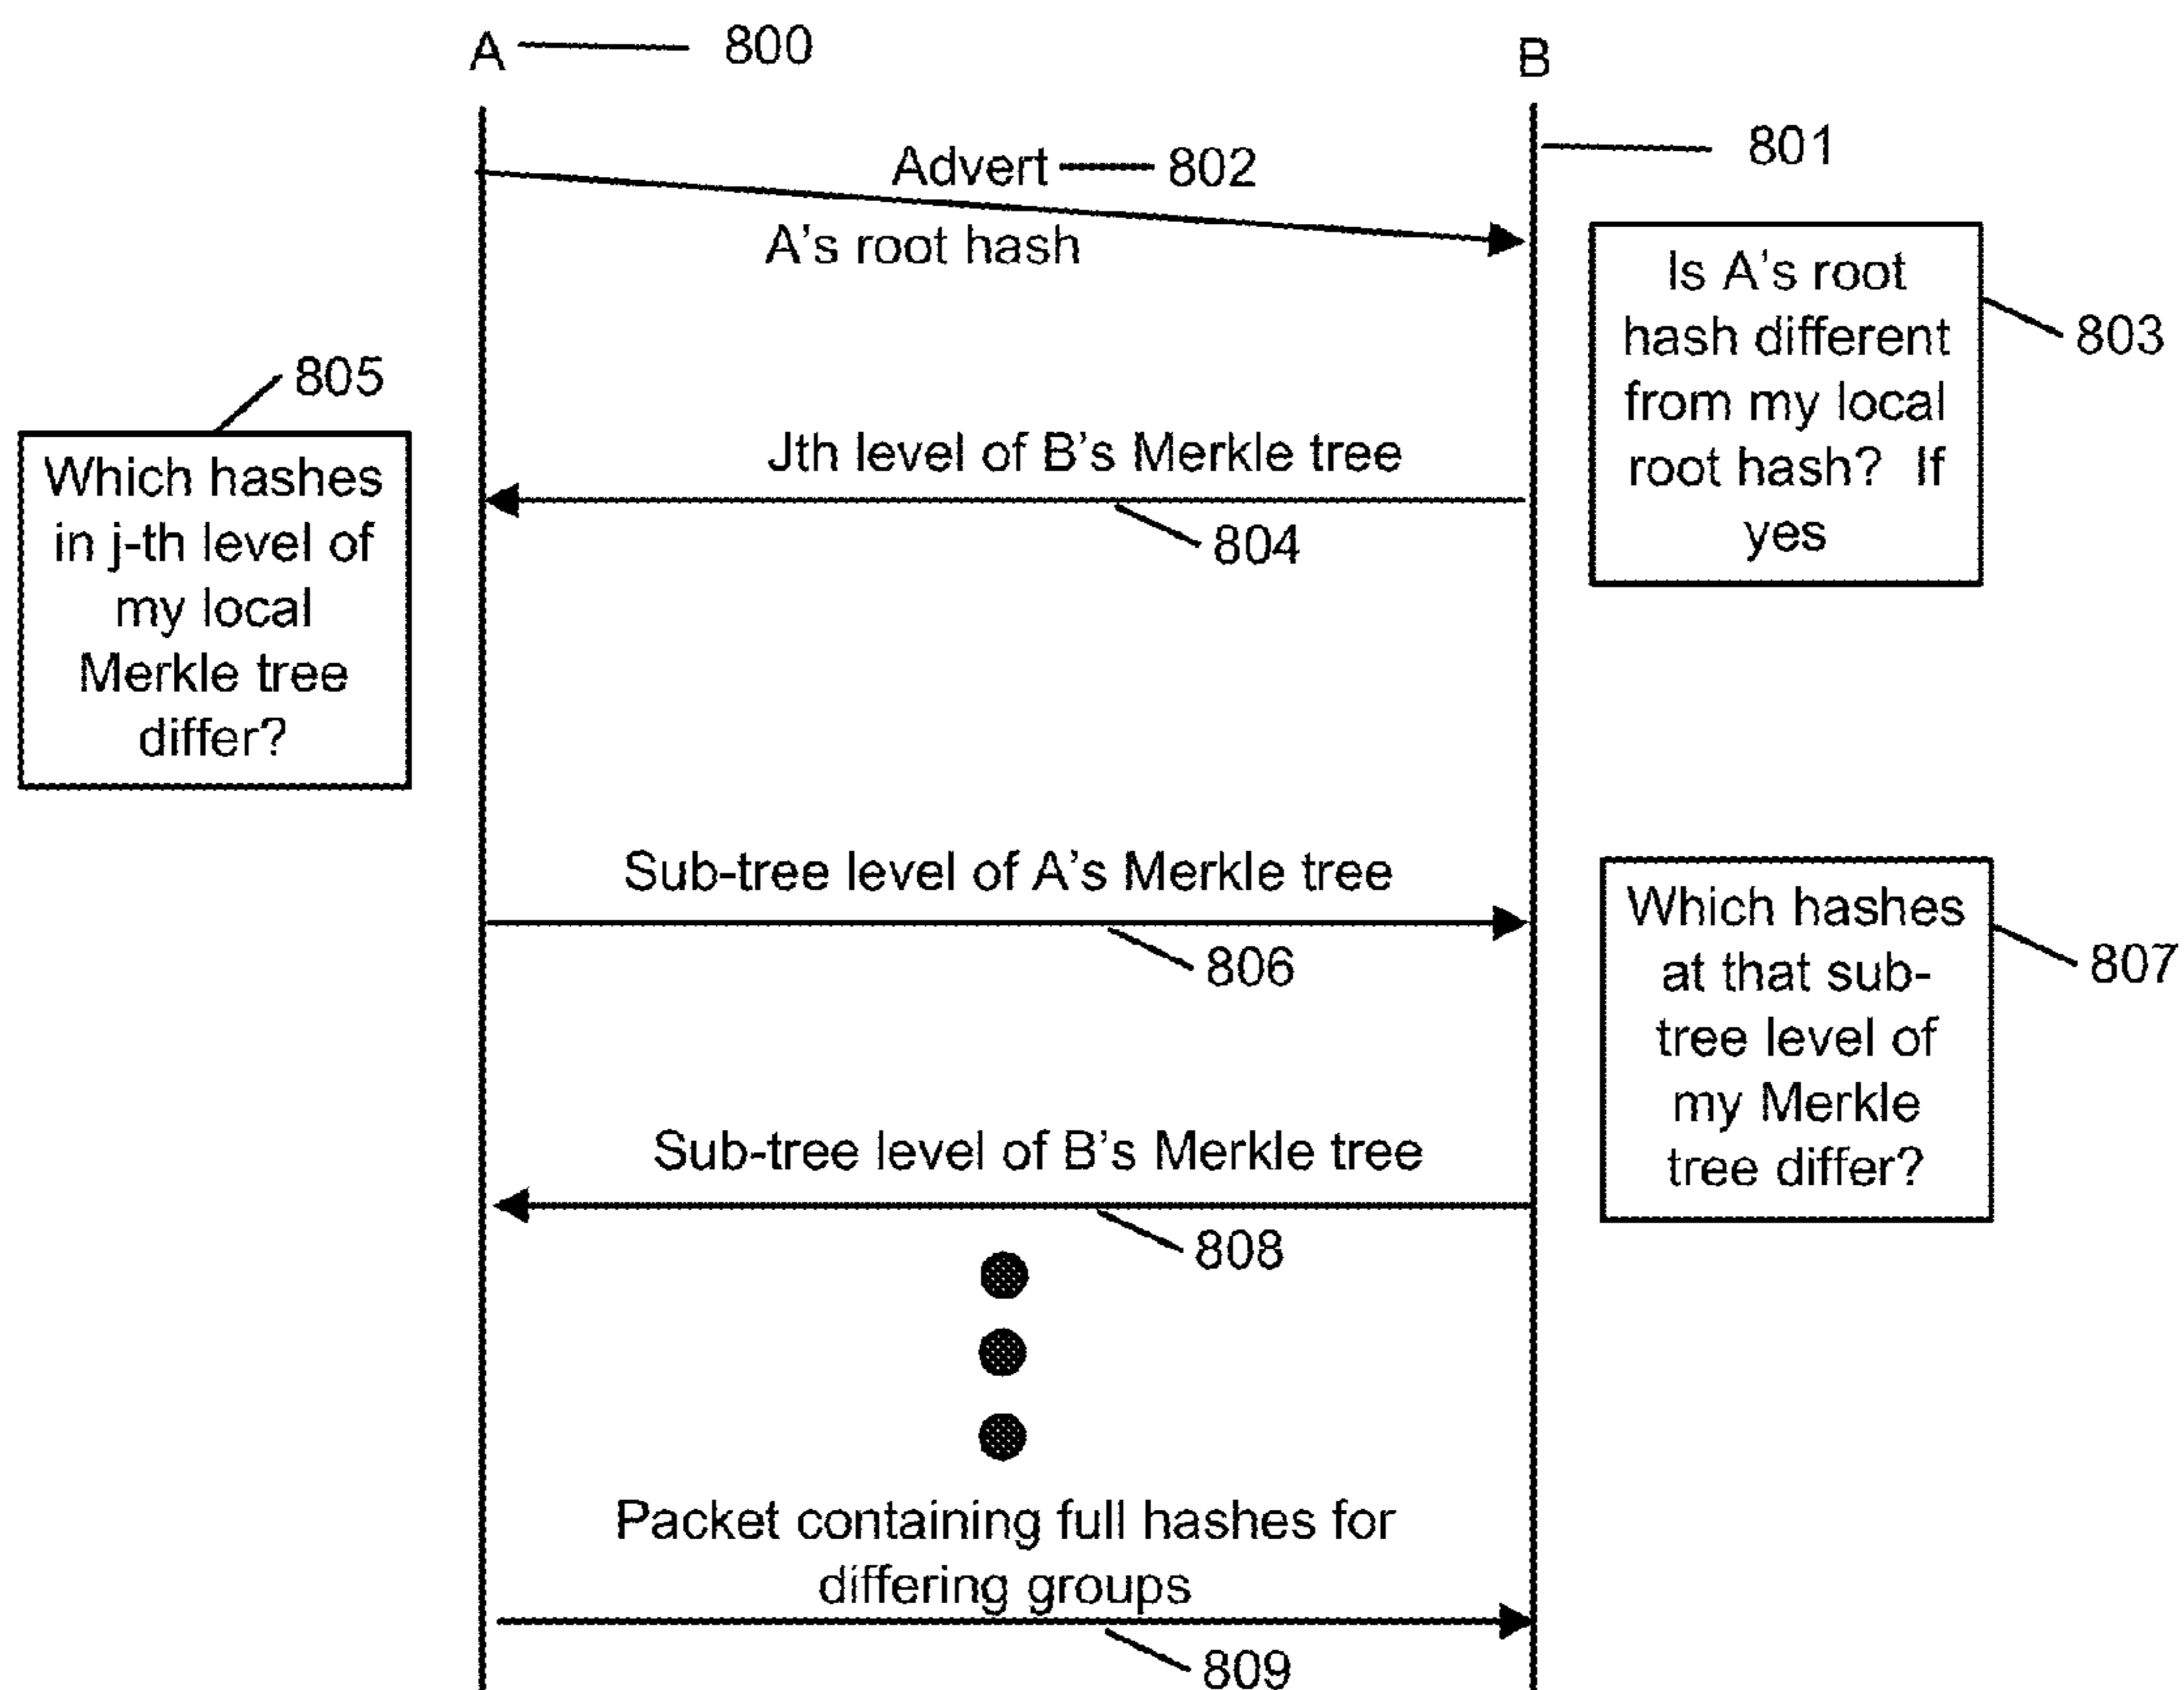 A
800
B
801
Advert
802
A's root hash
Is A's root
hash different
from my local
root hash? If
yes
803
805
Which hashes
in j-th level of
my local
Merkle tree
differ?
Jth level of B's Merkle tree
804
Sub-tree level of A's Merkle tree
806
Which hashes
at that sub-
tree level of
my Merkle
tree differ?
807
Sub-tree level of B's Merkle tree
808
Packet containing full hashes for
differing groups
809